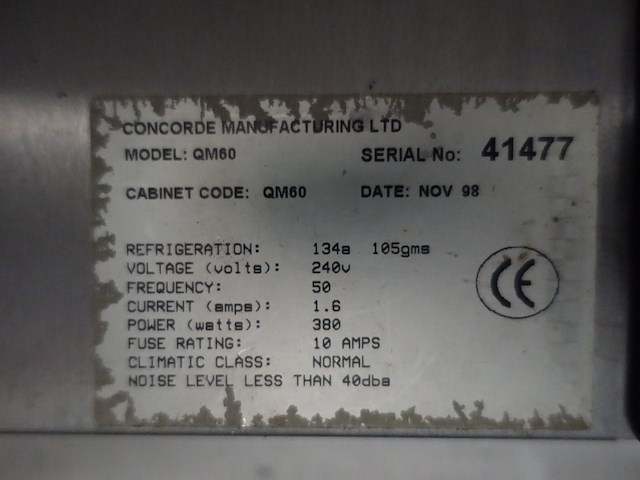 CONCORDE MANUFACTURING LTD
MODEL: QM60 SERIAL No: 41477
CABINET CODE: QM60 DATE: NOV 98
REFRIGERATION: 134a 105gms
VOLTAGE (volts): 240v
FREQUENCY: 50
CURRENT (amps): 1.6
POWER (watts): 380
FUSE RATING: 10 AMPS
CLIMATIC CLASS: NORMAL
NOISE LEVEL LESS THAN 40dba
CE